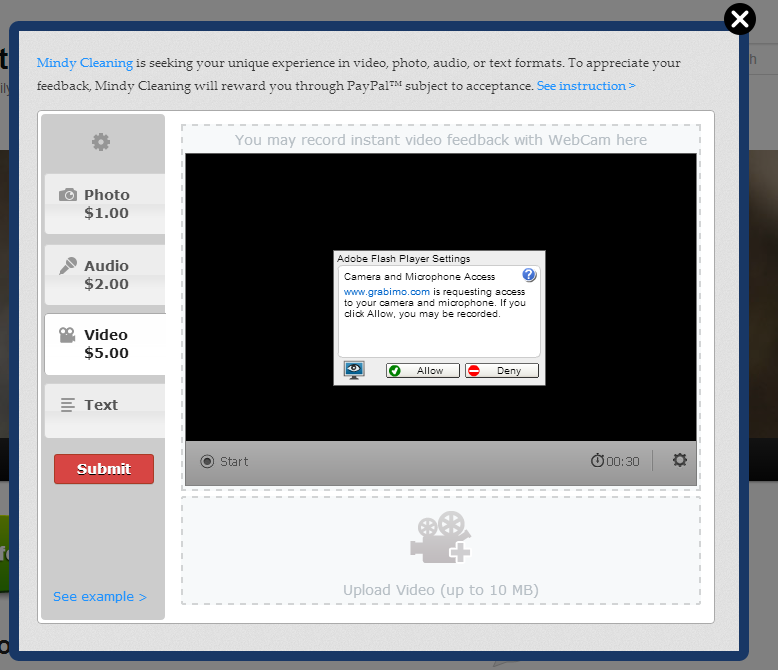 Mindy Cleaning is seeking your unique experience in video, photo, audio, or text formats. To appreciate your
feedback, Mindy Cleaning will reward you through PayPal™ subject to acceptance. See instruction >
Photo
$1.00
Audio
$2.00
Video
$5.00
Text
Submit
See example >
You may record instant video feedback with WebCam here
Adobe Flash Player Settings
Camera and Microphone Access
www.grabimo.com is requesting access
to your camera and microphone. If you
click Allow, you may be recorded.
Allow
Deny
Start
00:30
Upload Video (up to 10 MB)